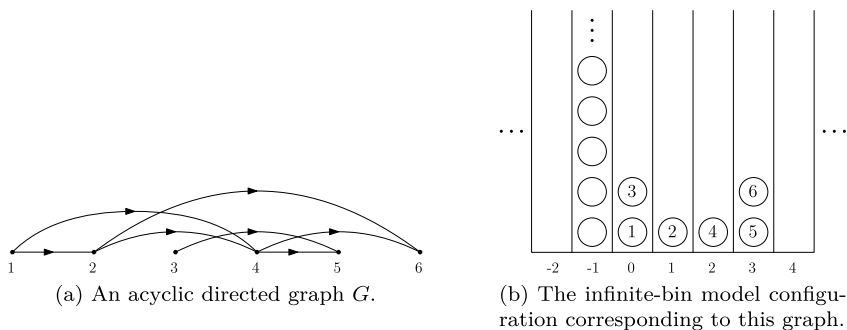 1 2 3 4 5 6
(a) An acyclic directed graph G.
⋮
... ...
3 6
1 2 4 5
-2 -1 0 1 2 3 4
(b) The infinite-bin model configu-
ration corresponding to this graph.